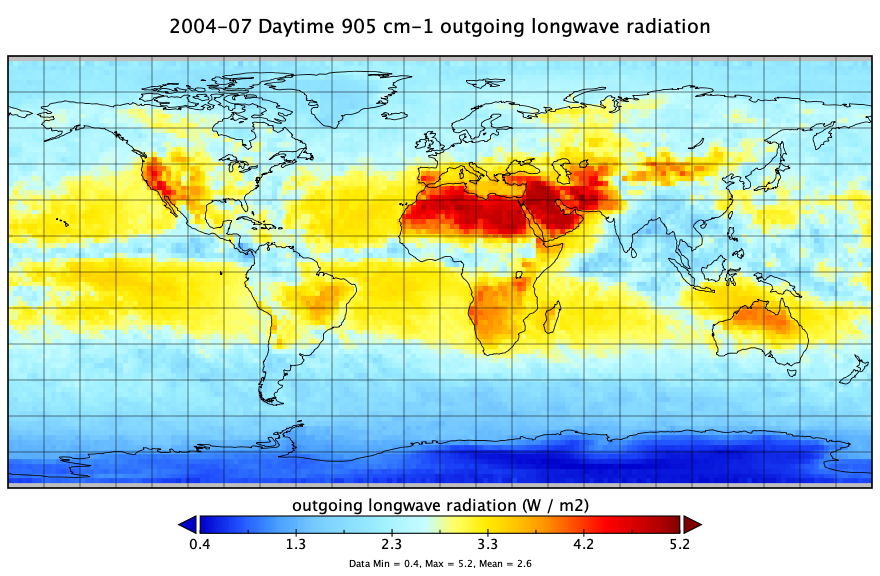 2004-07 Daytime 905 cm-1 outgoing longwave radiation
outgoing longwave radiation (W / m2)
0.4 1.3 2.3 3.3 4.2 5.2
Data Min = 0.4, Max = 5.2, Mean = 2.6